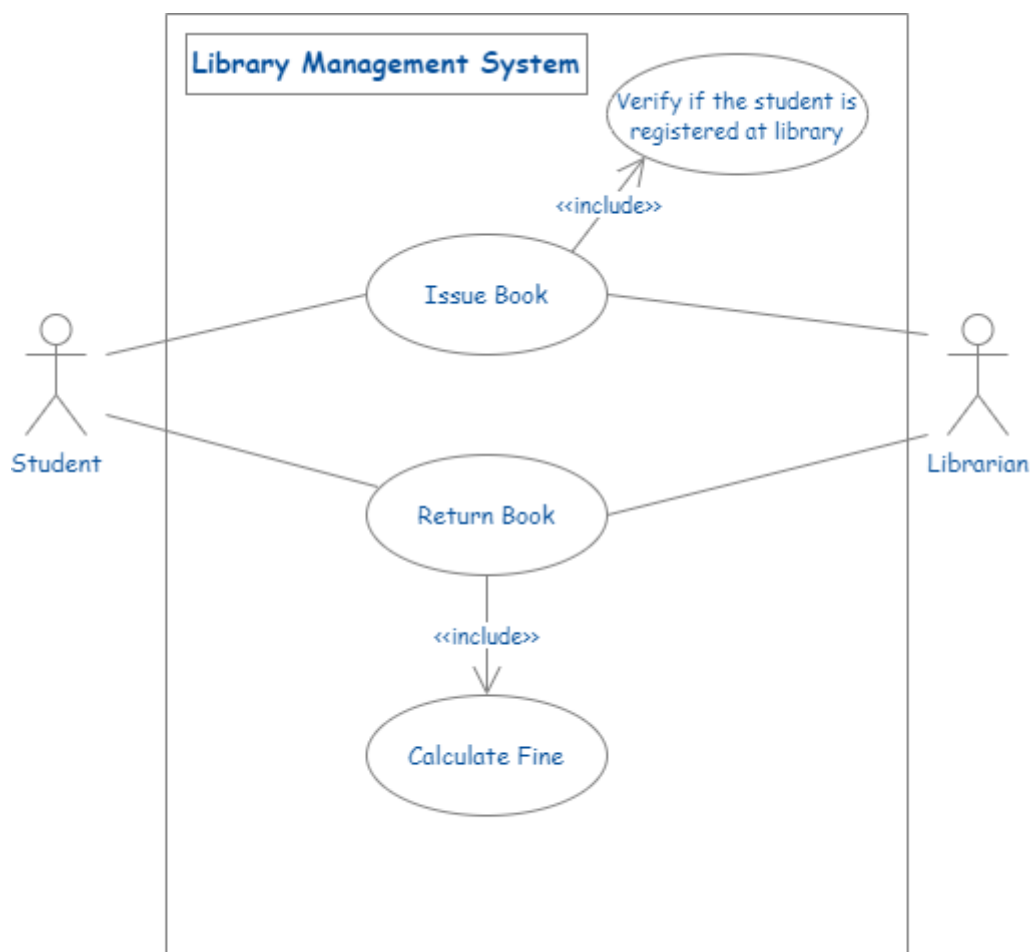 Library Management System
Verify if the student is
registered at library
<<include>>
Issue Book
Student
Librarian
Return Book
<<include>>
Calculate Fine